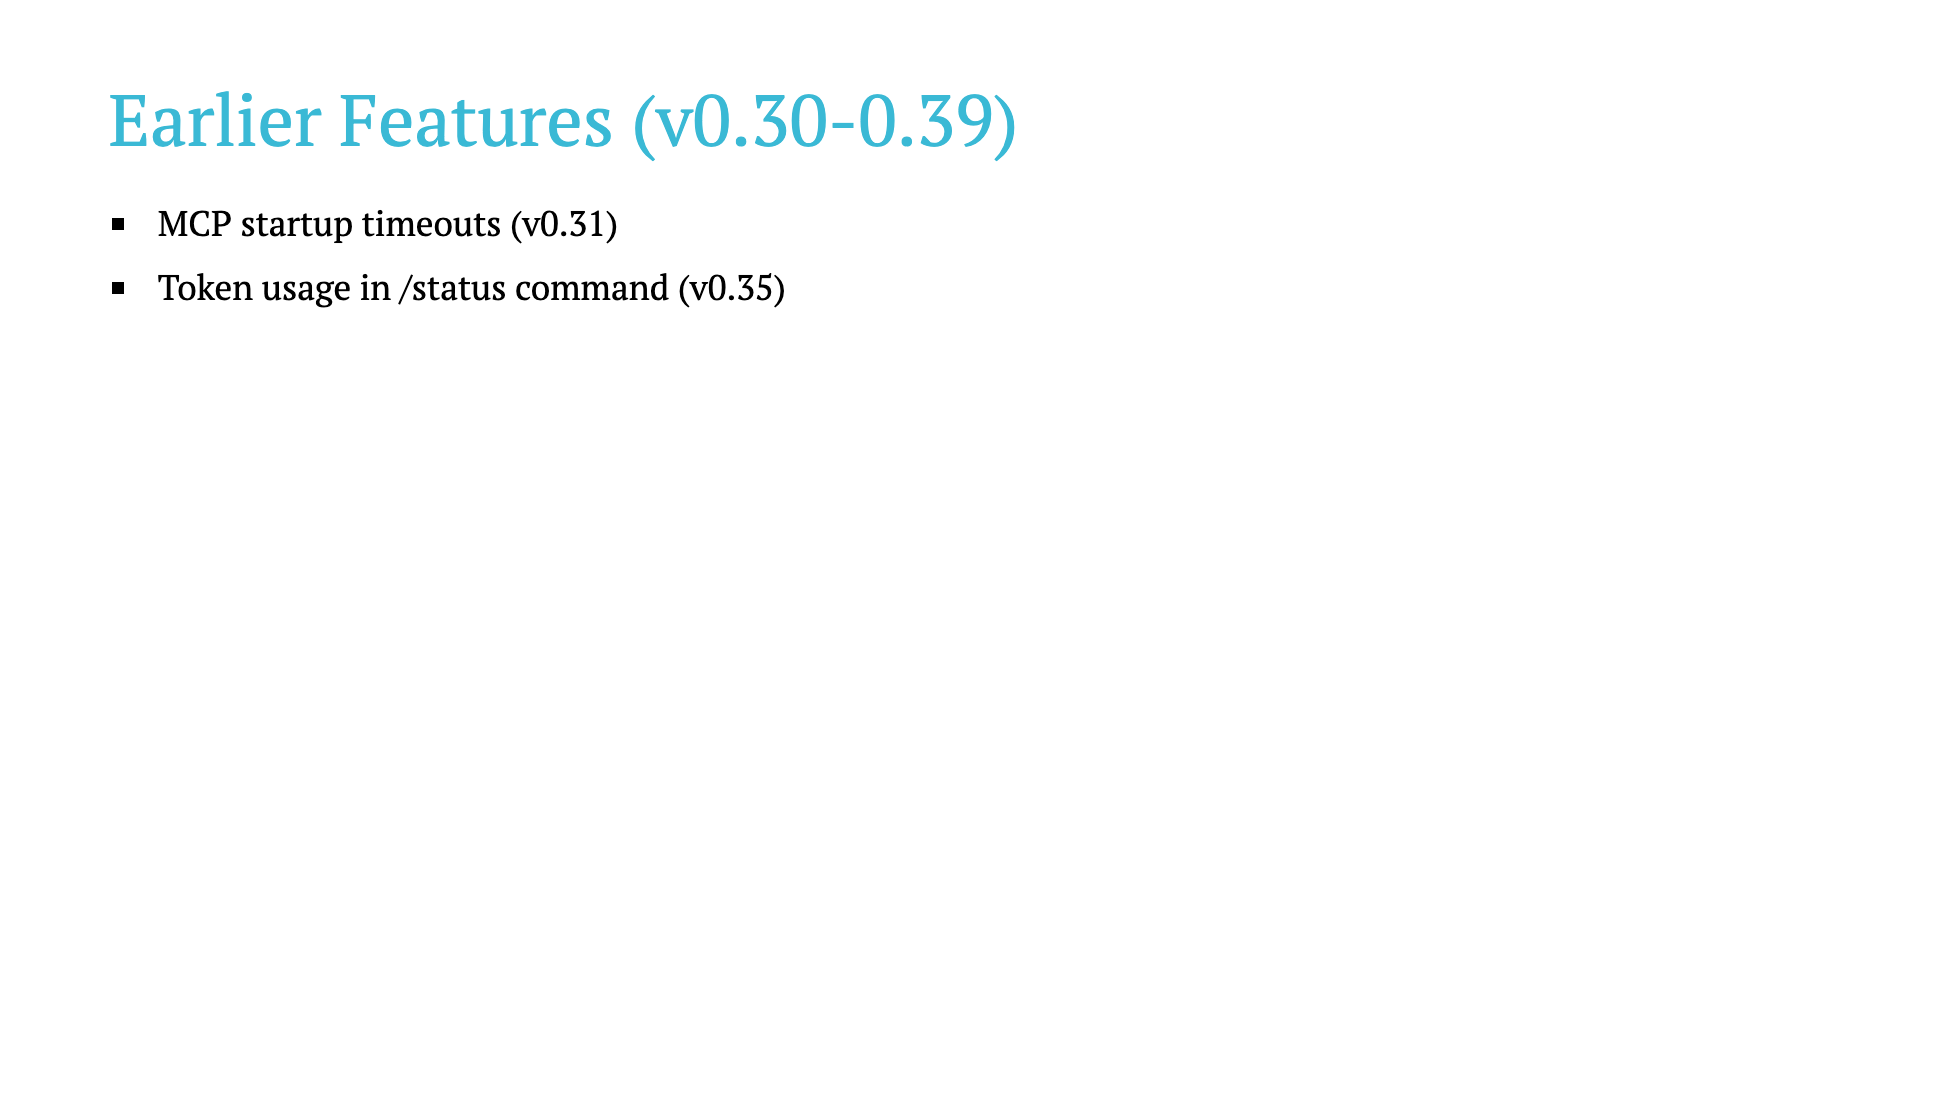 Earlier Features (v0.30-0.39)
▪ MCP startup timeouts (v0.31)
▪ Token usage in /status command (v0.35)